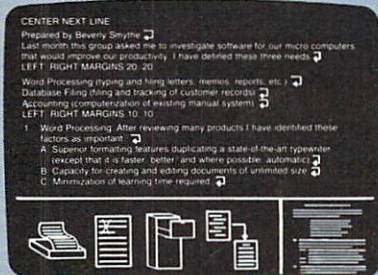 CENTER NEXT LINE
Prepared by Beverly Smythe
Last month this group asked me to investigate software for our micro computers
that would improve our productivity. I have defined these three needs
LEFT RIGHT MARGINS 20 20
Word Processing (typing and filing letters, memos, reports, etc.)
Database Filing (filing and tracking of customer records)
Accounting (computerization of existing manual system)
LEFT RIGHT MARGINS 10 10
1 Word Processing After reviewing many products I have identified these
factors as important
A Superior formatting features duplicating a state-of-the-art typewriter
(except that it is faster, better, and where possible, automatic)
B Capacity for creating and editing documents of unlimited size
C Minimization of learning time required